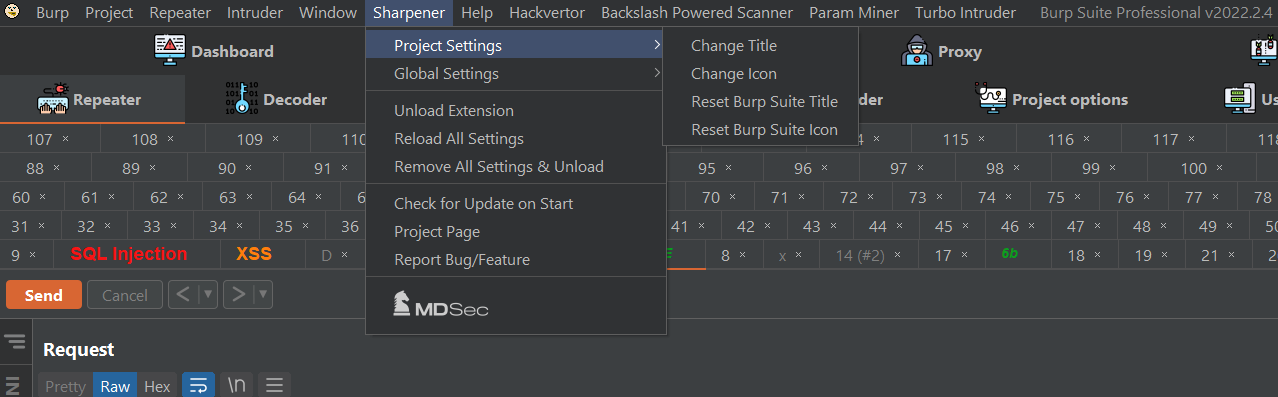 Burp Project Repeater Intruder Window Sharpener Help Hackvertor Backslash Powered Scanner Param Miner Turbo Intruder Burp Suite Professional v2022.2.4
Dashboard Project Settings Change Title Proxy
Global Settings Change Icon
Repeater Decoder Unload Extension Reset Burp Suite Title der Project options Us
Reload All Settings Reset Burp Suite Icon
107 × 108 × 109 × 110 4 × 115 × 116 × 117 × 118
88 × 89 × 90 × 91 × Remove All Settings & Unload 95 × 96 × 97 × 98 × 99 × 100 ×
60 × 61 × 62 × 63 × 64 × Check for Update on Start 70 × 71 × 72 × 73 × 74 × 75 × 76 × 77 ×
31 × 32 × 33 × 34 × 35 × 36 Project Page 41 × 42 × 43 × 44 × 45 × 46 × 47 × 48 × 49 × 50
9 × SQL Injection XSS D × Report Bug/Feature E 8 × x × 14 (#2) × 17 × 6b 18 × 19 × 21 × 2
Send Cancel < > MDSec
Request
Pretty Raw Hex \n